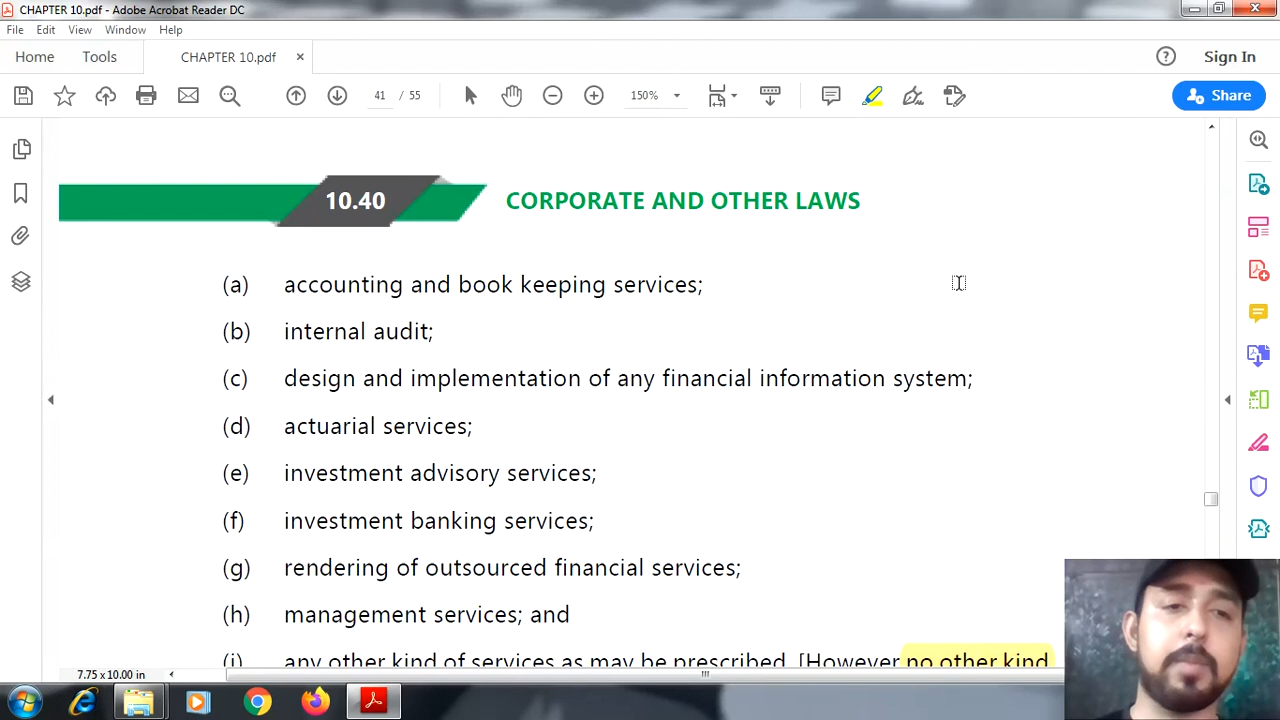 CHAPTER 10.pdf - Adobe Acrobat Reader DC
File Edit View Window Help
Home Tools CHAPTER 10.pdf × Sign In
41 / 55 150% Share
10.40 CORPORATE AND OTHER LAWS
(a) accounting and book keeping services;
(b) internal audit;
(c) design and implementation of any financial information system;
(d) actuarial services;
(e) investment advisory services;
(f) investment banking services;
(g) rendering of outsourced financial services;
(h) management services; and
(i) any other kind of services as may be prescribed. [However no other kind
7.75 x 10.00 in